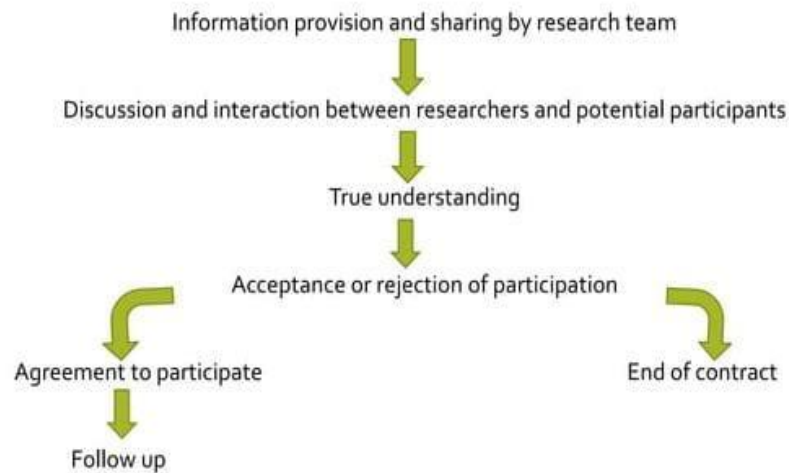 Information provision and sharing by research team
Discussion and interaction between researchers and potential participants
True understanding
Acceptance or rejection of participation
Agreement to participate
End of contract
Follow up